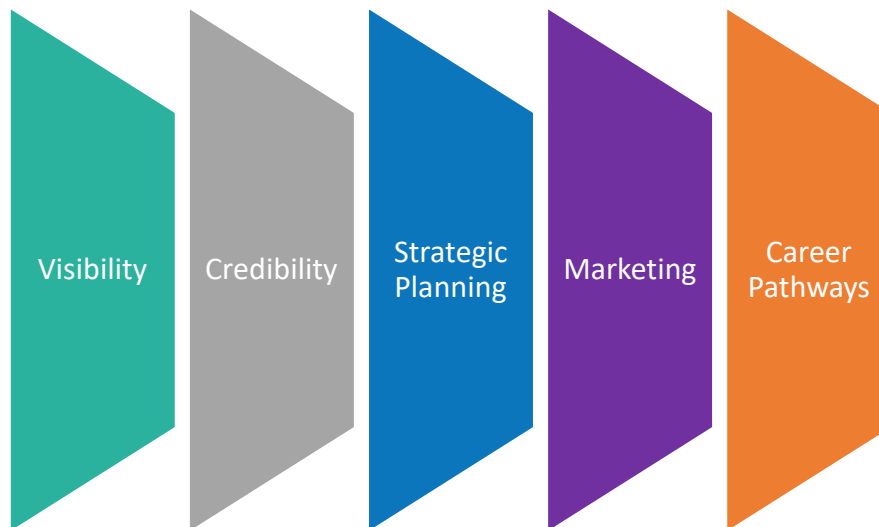 Visibility
Credibility
Strategic
Planning
Marketing
Career
Pathways